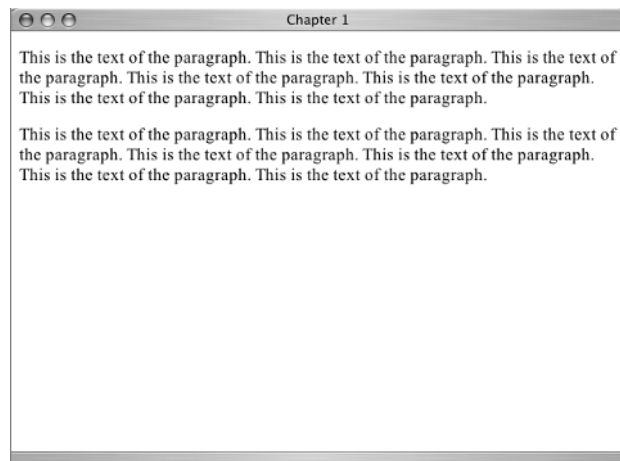 Chapter 1
This is the text of the paragraph. This is the text of the paragraph. This is the text of
the paragraph. This is the text of the paragraph. This is the text of the paragraph.
This is the text of the paragraph. This is the text of the paragraph.
This is the text of the paragraph. This is the text of the paragraph. This is the text of
the paragraph. This is the text of the paragraph. This is the text of the paragraph.
This is the text of the paragraph. This is the text of the paragraph.